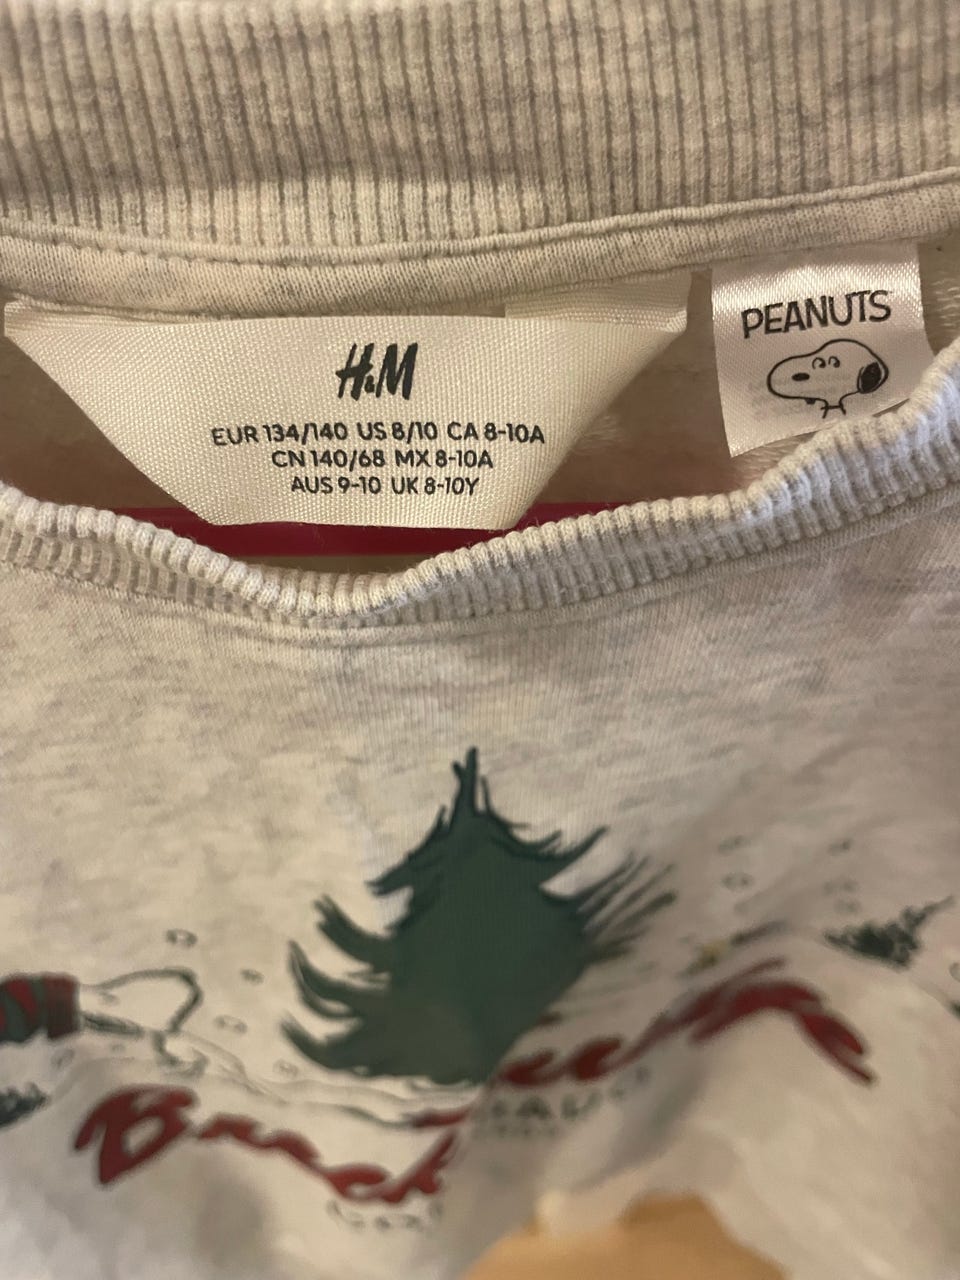 H&M
EUR 134/140 US 8/10 CA 8-10A
CN 140/68 MX 8-10A
AUS 9-10 UK 8-10Y
PEANUTS